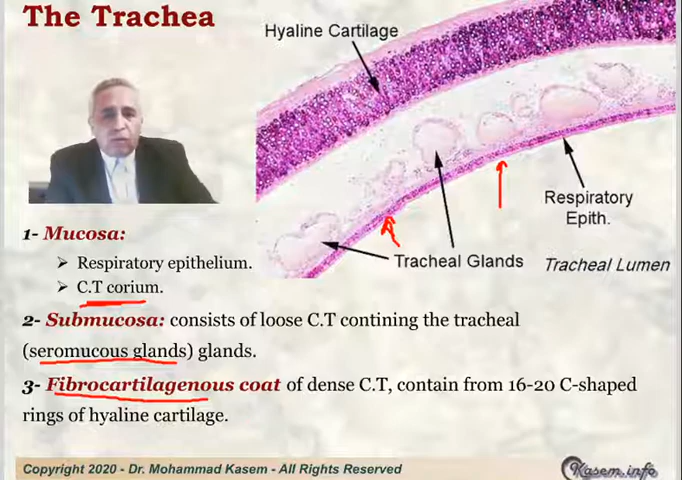 The Trachea
Hyaline Cartilage
Respiratory
Epith.
Tracheal Glands
Tracheal Lumen
1- Mucosa:
➤ Respiratory epithelium.
➤ C.T corium.
2- Submucosa: consists of loose C.T contining the tracheal
(seromucous glands) glands.
3- Fibrocartilagenous coat of dense C.T, contain from 16-20 C-shaped
rings of hyaline cartilage.
Copyright 2020 - Dr. Mohammad Kasem - All Rights Reserved
Kasem.info